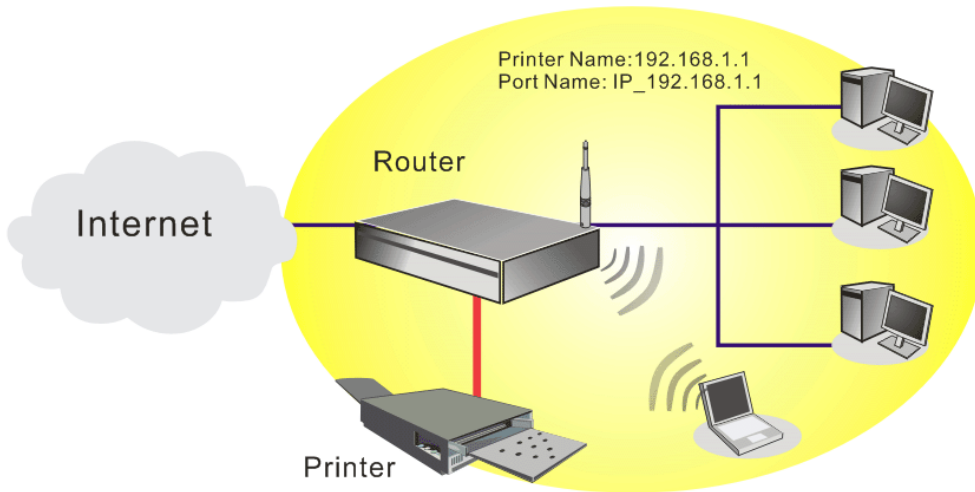 Printer Name:192.168.1.1
Port Name: IP_192.168.1.1
Router
Internet
Printer